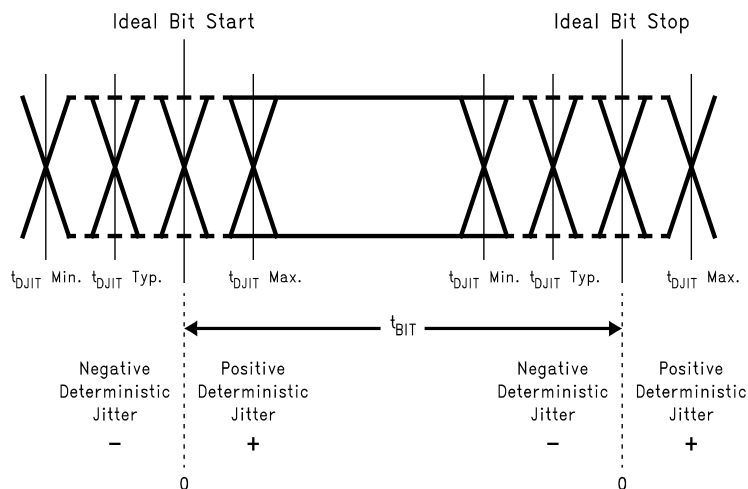 Ideal Bit Start
Ideal Bit Stop
tDJIT Min.
tDJIT Typ.
tDJIT Max.
tDJIT Min.
tDJIT Typ.
tDJIT Max.
tBIT
Negative
Deterministic
Jitter
–
Positive
Deterministic
Jitter
+
Negative
Deterministic
Jitter
–
Positive
Deterministic
Jitter
+
0
0